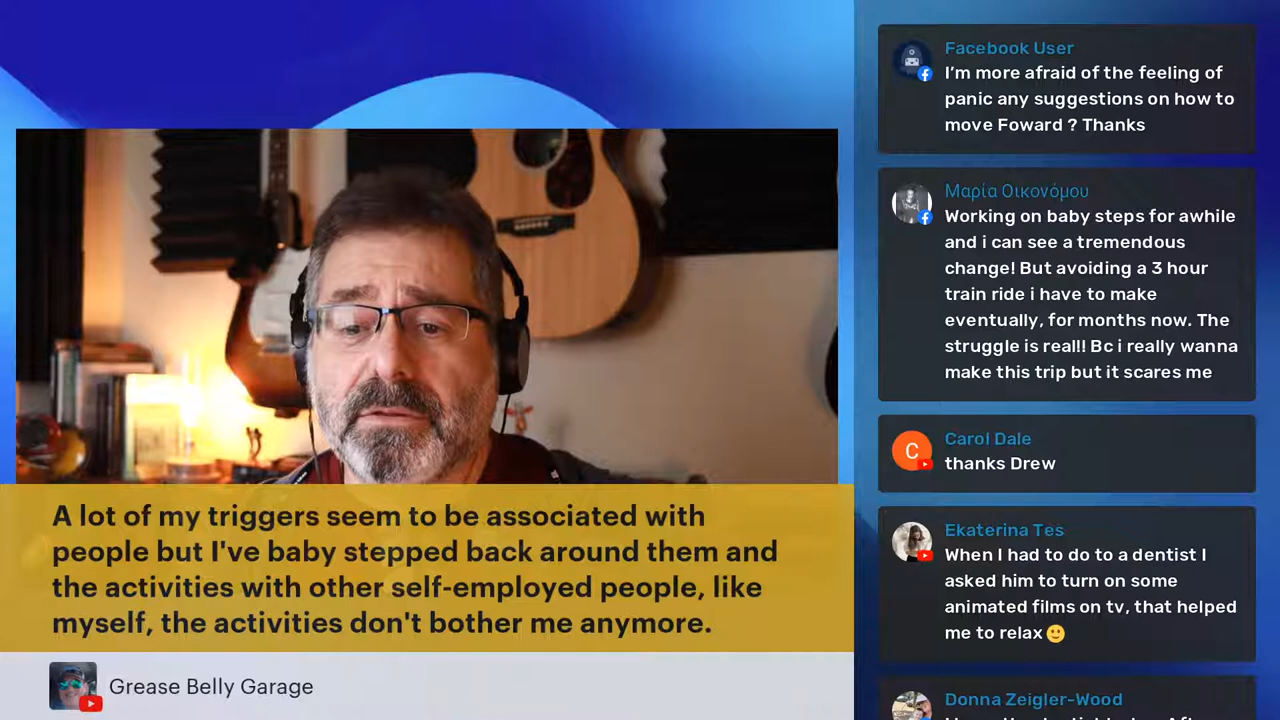 A lot of my triggers seem to be associated with
people but I've baby stepped back around them and
the activities with other self-employed people, like
myself, the activities don't bother me anymore.
Grease Belly Garage
Facebook User
I’m more afraid of the feeling of
panic any suggestions on how to
move Foward ? Thanks
Μαρία Οικονόμου
Working on baby steps for awhile
and i can see a tremendous
change! But avoiding a 3 hour
train ride i have to make
eventually, for months now. The
struggle is real!! Bc i really wanna
make this trip but it scares me
C
Carol Dale
thanks Drew
Ekaterina Tes
When I had to do to a dentist I
asked him to turn on some
animated films on tv, that helped
me to relax🙂
Donna Zeigler-Wood